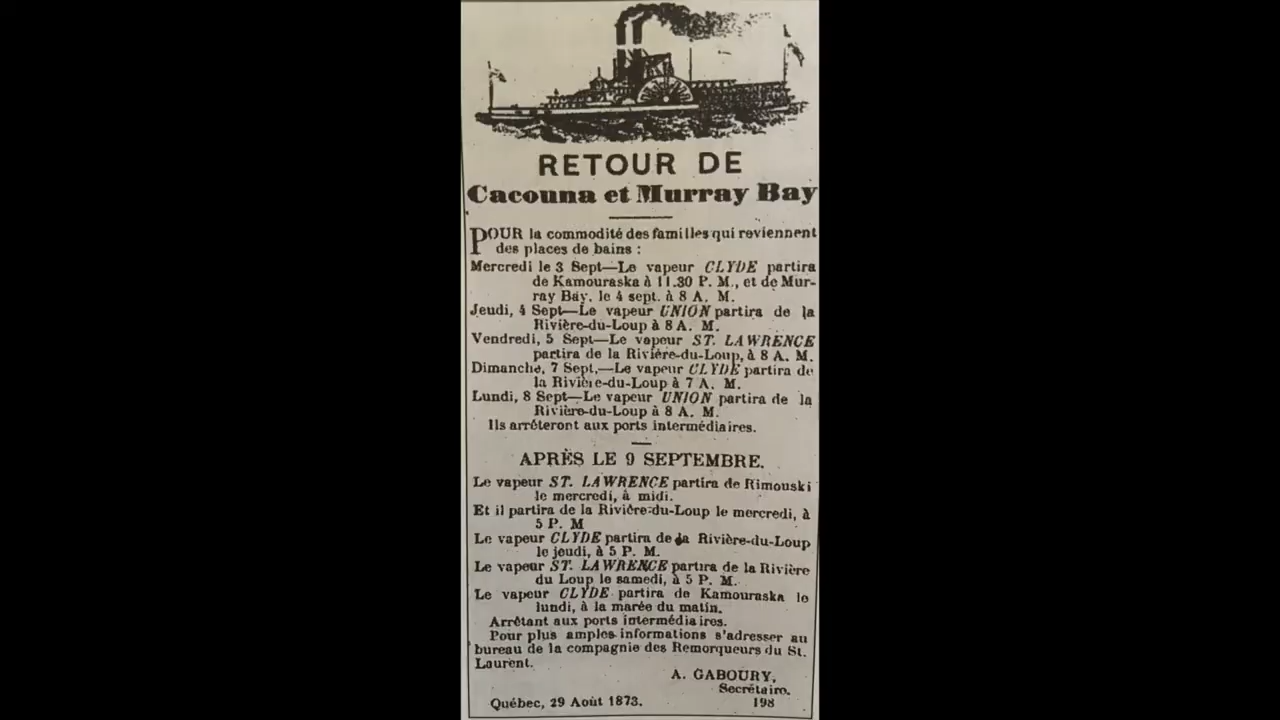 RETOUR DE
Cacouna et Murray Bay
POUR la commodité des familles qui reviennent
des places de bains :
Mercredi le 3 Sept—Le vapeur CLYDE partira
de Kamouraska à 11.30 P. M., et de Mur-
ray Bay, le 4 sept. à 8 A. M.
Jeudi, 4 Sept—Le vapeur UNION partira de la
Rivière-du-Loup à 8 A. M.
Vendredi, 5 Sept—Le vapeur ST. LAWRENCE
partira de la Rivière-du-Loup, à 8 A. M.
Dimanche, 7 Sept.—Le vapeur CLYDE partira de
la Rivière-du-Loup à 7 A. M.
Lundi, 8 Sept—Le vapeur UNION partira de la
Rivière-du-Loup à 8 A. M.
Ils arrêteront aux ports intermédiaires.
APRÈS LE 9 SEPTEMBRE.
Le vapeur ST. LAWRENCE partira de Rimouski
le mercredi, à midi.
Et il partira de la Rivière-du-Loup le mercredi, à
5 P. M
Le vapeur CLYDE partira de la Rivière-du-Loup
le jeudi, à 5 P. M.
Le vapeur ST. LAWRENCE partira de la Rivière
du Loup le samedi, à 5 P. M.
Le vapeur CLYDE partira de Kamouraska le
lundi, à la marée du matin.
Arrêtant aux ports intermédiaires.
Pour plus amples informations s'adresser au
bureau de la compagnie des Remorqueurs du St.
Laurent.
A. GABOURY,
Secrétaire.
Québec, 29 Août 1873. 198